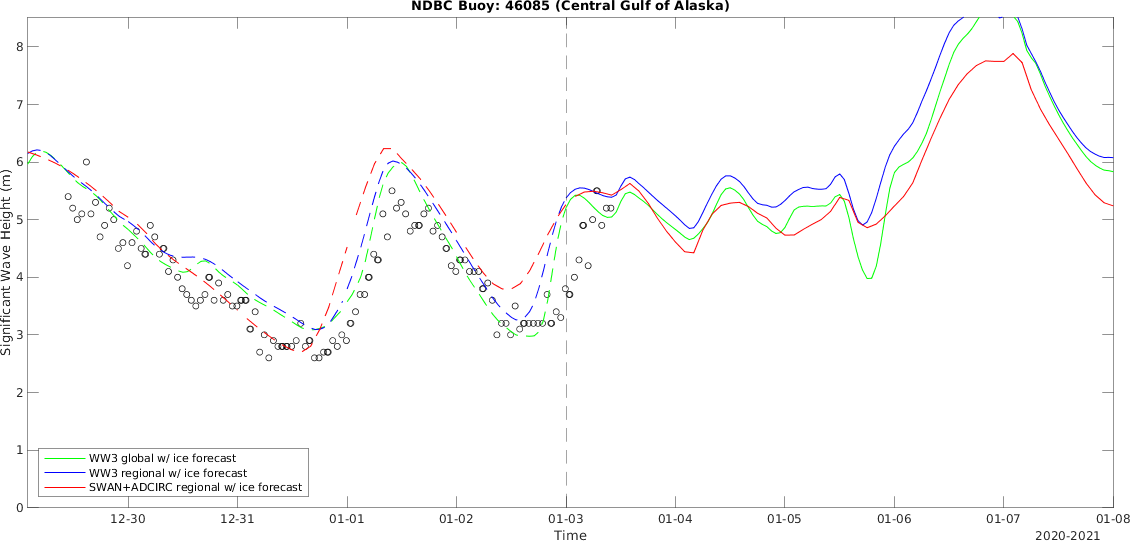 NDBC Buoy: 46085 (Central Gulf of Alaska)
Significant Wave Height (m)
8
7
6
5
4
3
2
1
0
WW3 global w/ ice forecast
WW3 regional w/ ice forecast
SWAN+ADCIRC regional w/ ice forecast
12-30 12-31 01-01 01-02 01-03 01-04 01-05 01-06 01-07 01-08
Time
2020-2021